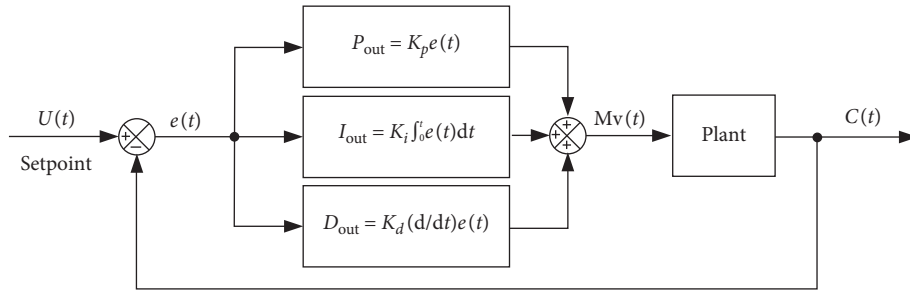 P_out = K_p e(t)
U(t)
Setpoint
+
−
e(t)
I_out = K_i ∫_0^t e(t)dt
+
+
+
Mv(t)
Plant
C(t)
D_out = K_d (d/dt)e(t)